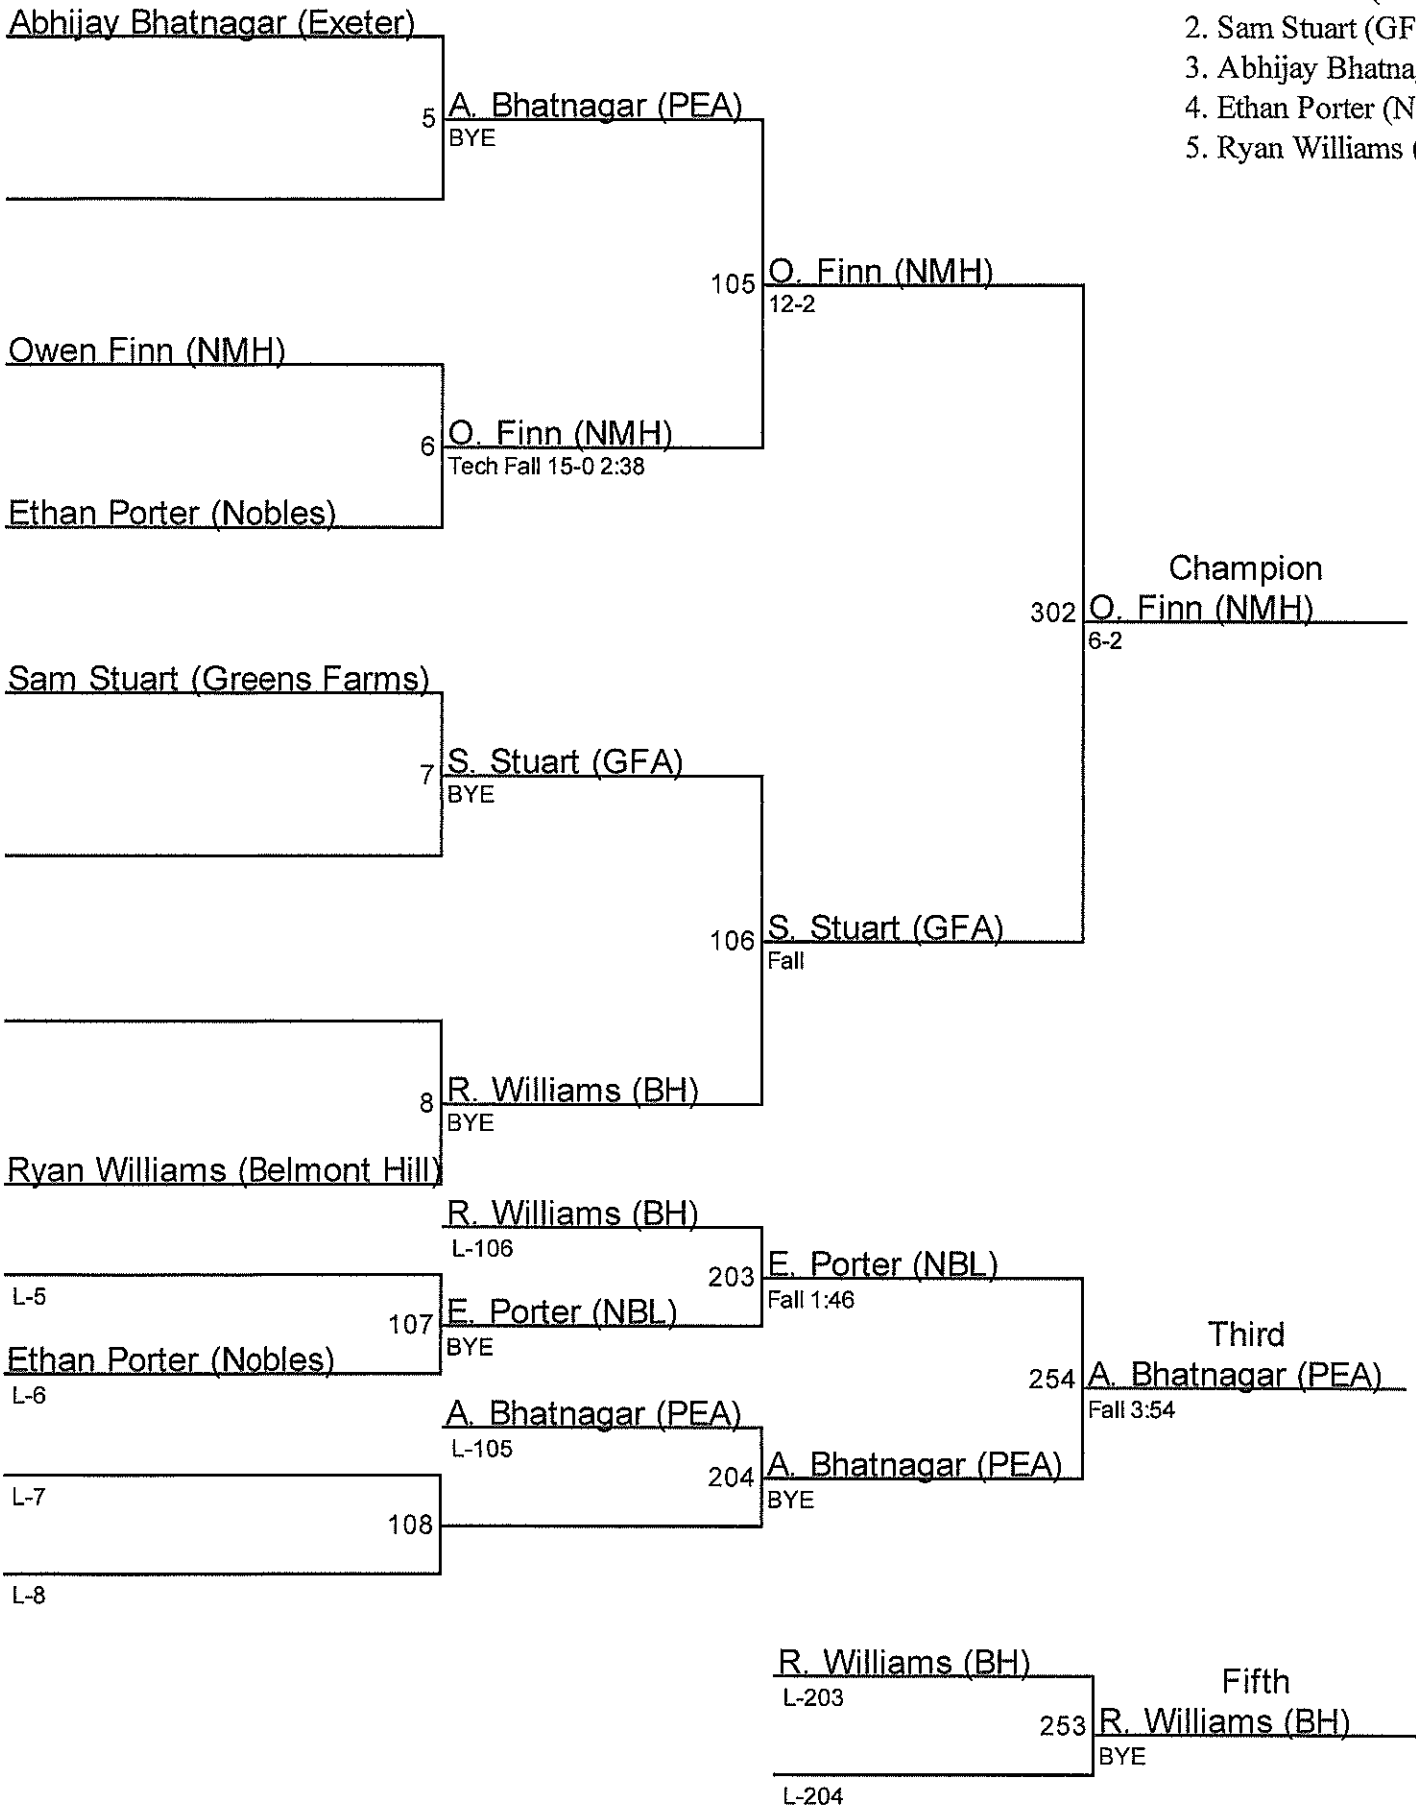 Abhijay Bhatnagar (Exeter)
2. Sam Stuart (GF
3. Abhijay Bhatna
4. Ethan Porter (N
5. Ryan Williams (
5 A. Bhatnagar (PEA)
BYE
105 O. Finn (NMH)
12-2
Owen Finn (NMH)
6 O. Finn (NMH)
Tech Fall 15-0 2:38
Ethan Porter (Nobles)
Champion
302 O. Finn (NMH)
6-2
Sam Stuart (Greens Farms)
7 S. Stuart (GFA)
BYE
106 S. Stuart (GFA)
Fall
8 R. Williams (BH)
BYE
Ryan Williams (Belmont Hill)
R. Williams (BH)
L-106
203 E. Porter (NBL)
Fall 1:46
L-5
107 E. Porter (NBL)
BYE
Ethan Porter (Nobles)
L-6
Third
254 A. Bhatnagar (PEA)
Fall 3:54
A. Bhatnagar (PEA)
L-105
204 A. Bhatnagar (PEA)
BYE
L-7
108
L-8
R. Williams (BH)
L-203
Fifth
253 R. Williams (BH)
BYE
L-204